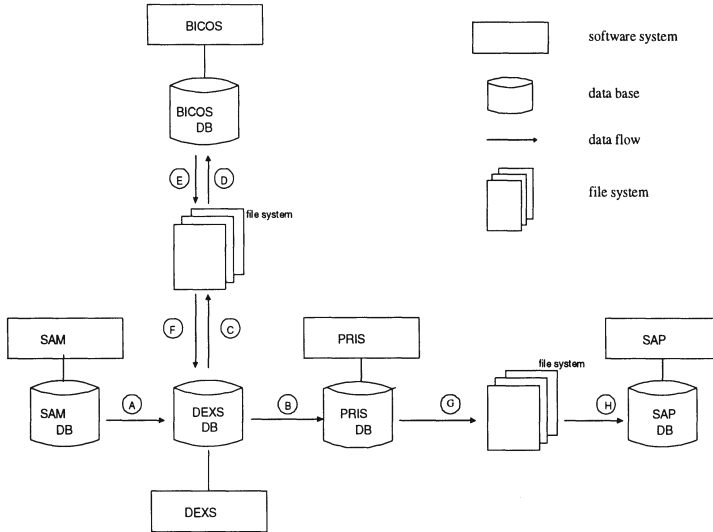 BICOS
BICOS
DB
E
D
file system
F
C
SAM
SAM
DB
A
DEXS
DB
DEXS
B
PRIS
PRIS
DB
G
file system
H
SAP
SAP
DB
software system
data base
data flow
file system